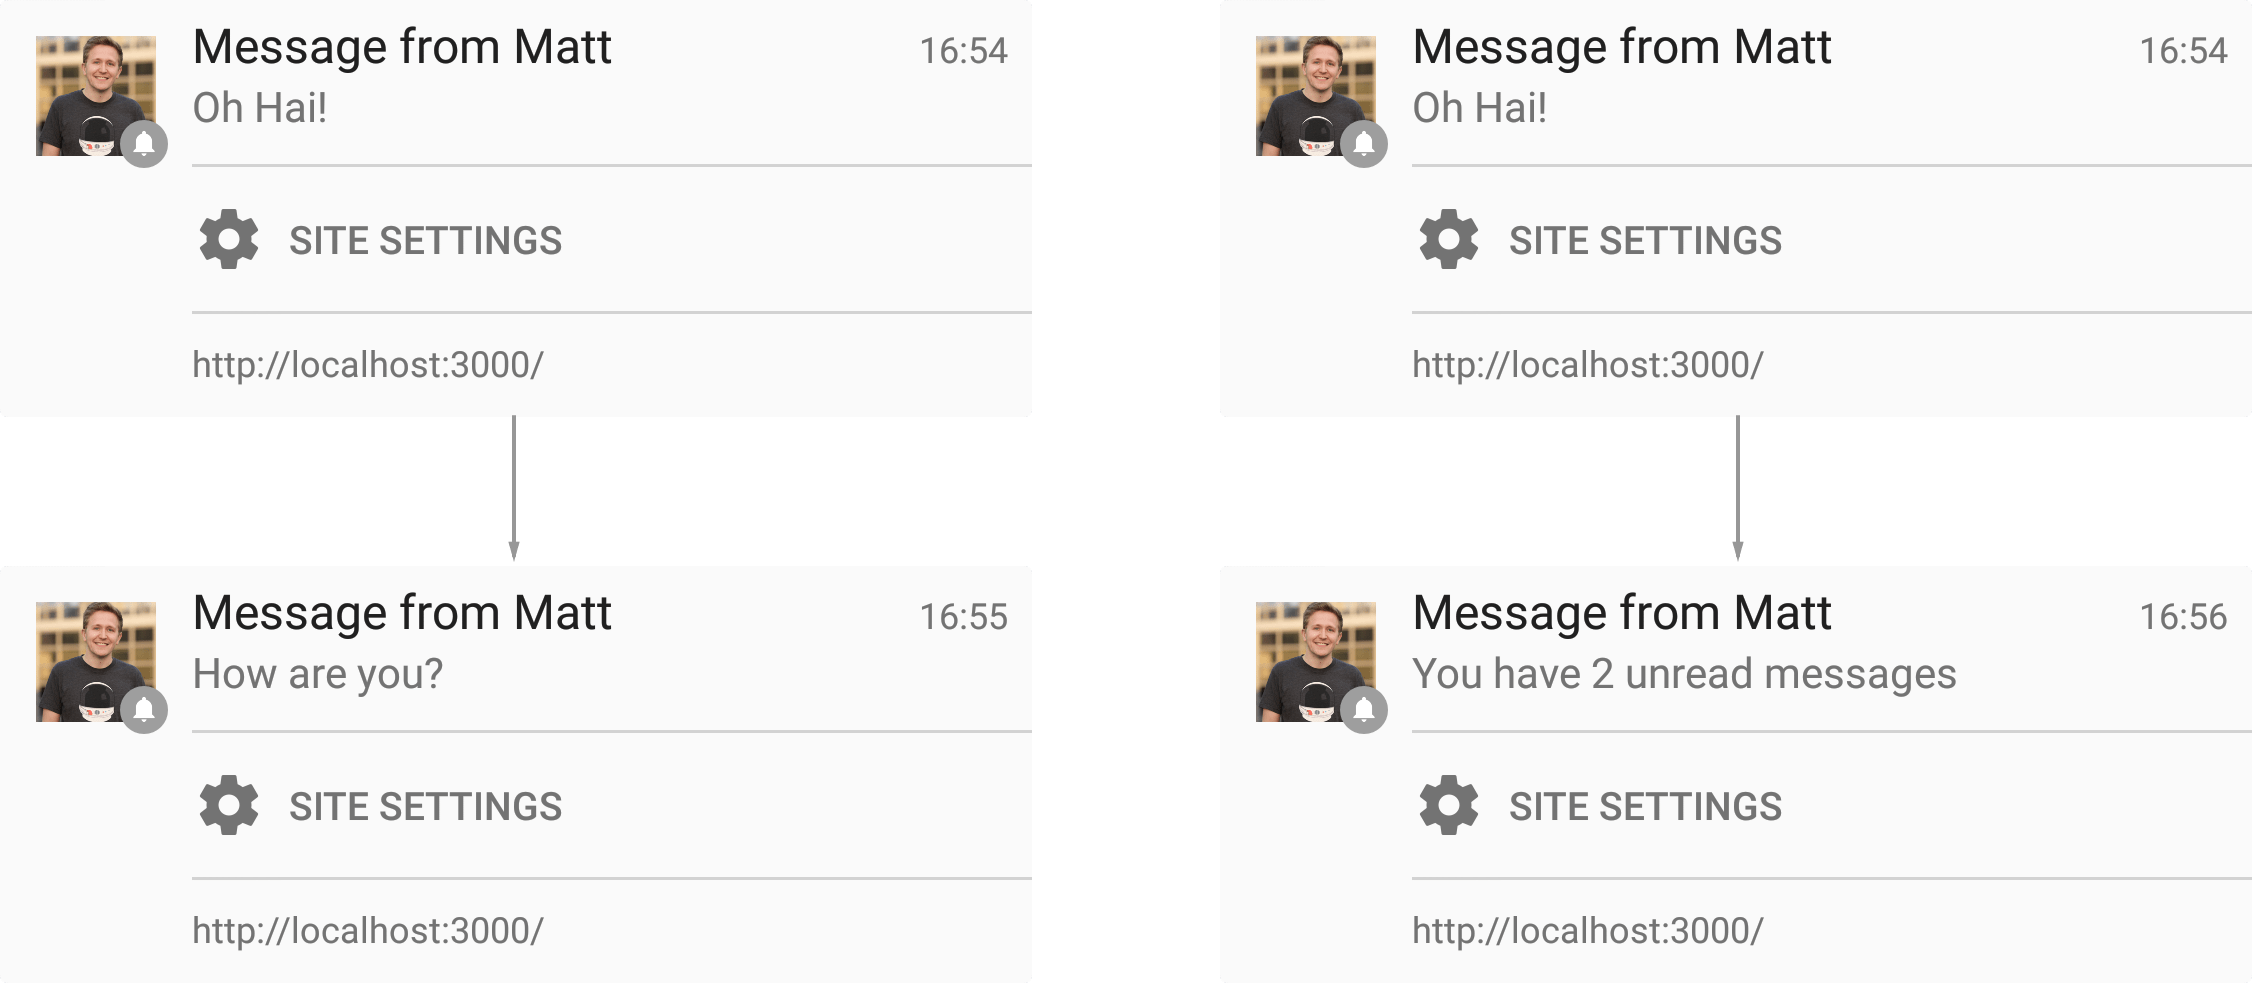 Message from Matt 16:54
Oh Hai!
SITE SETTINGS
http://localhost:3000/
Message from Matt 16:55
How are you?
SITE SETTINGS
http://localhost:3000/
Message from Matt 16:54
Oh Hai!
SITE SETTINGS
http://localhost:3000/
Message from Matt 16:56
You have 2 unread messages
SITE SETTINGS
http://localhost:3000/